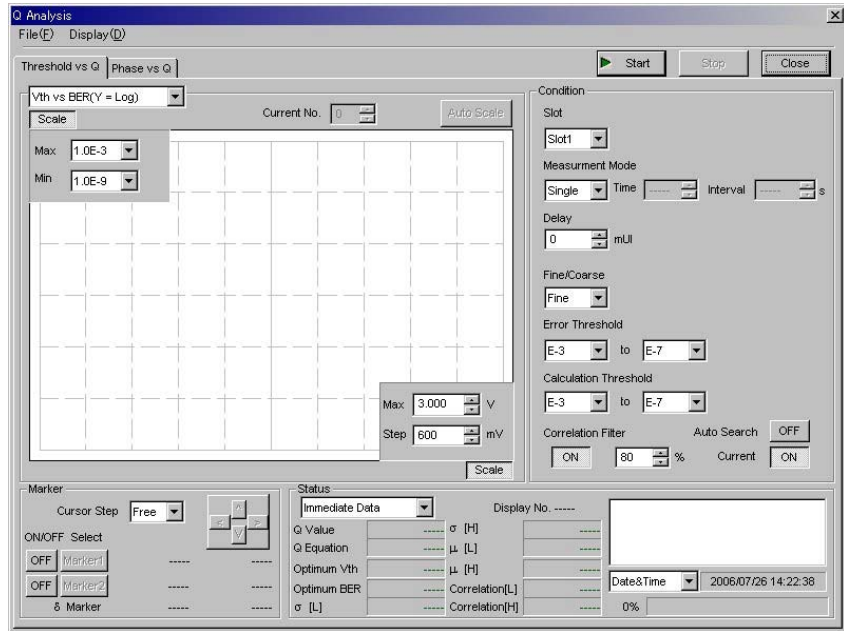 Q Analysis
File(F) Display(D)
Threshold vs Q Phase vs Q
Start Stop Close
Vth vs BER(Y = Log)
Scale
Current No. 0
Auto Scale
Max 1.0E-3
Min 1.0E-9
Max 3.000 V
Step 600 mV
Scale
Condition
Slot
Slot1
Measurment Mode
Single Time ----- Interval ----- s
Delay
0 mUI
Fine/Coarse
Fine
Error Threshold
E-3 to E-7
Calculation Threshold
E-3 to E-7
Correlation Filter Auto Search OFF
ON 80 % Current ON
Marker
Cursor Step Free
^
< >
V
ON/OFF Select
OFF Marker1 ----- -----
OFF Marker2 ----- -----
δ Marker ----- -----
Status
Immediate Data Display No. -----
Q Value ----- σ [H] -----
Q Equation ----- μ [L] -----
Optimum Vth ----- μ [H] -----
Optimum BER ----- Correlation[L] -----
σ [L] ----- Correlation[H] -----
Date&Time 2006/07/26 14:22:38
0%